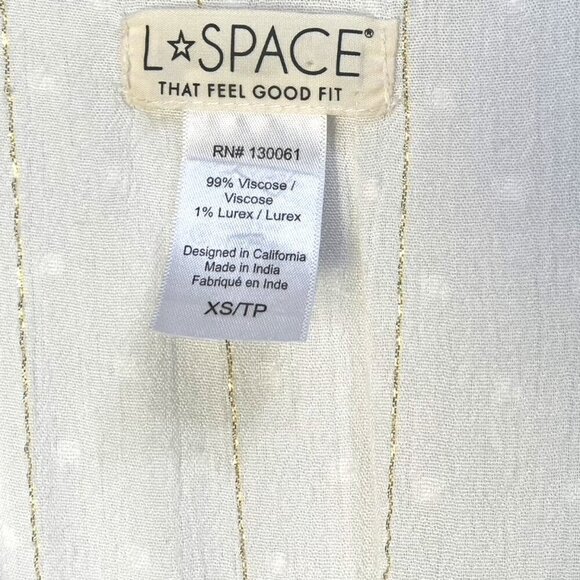 L☆SPACE®
THAT FEEL GOOD FIT
RN# 130061
99% Viscose /
Viscose
1% Lurex / Lurex
Designed in California
Made in India
Fabriqué en Inde
XS/TP